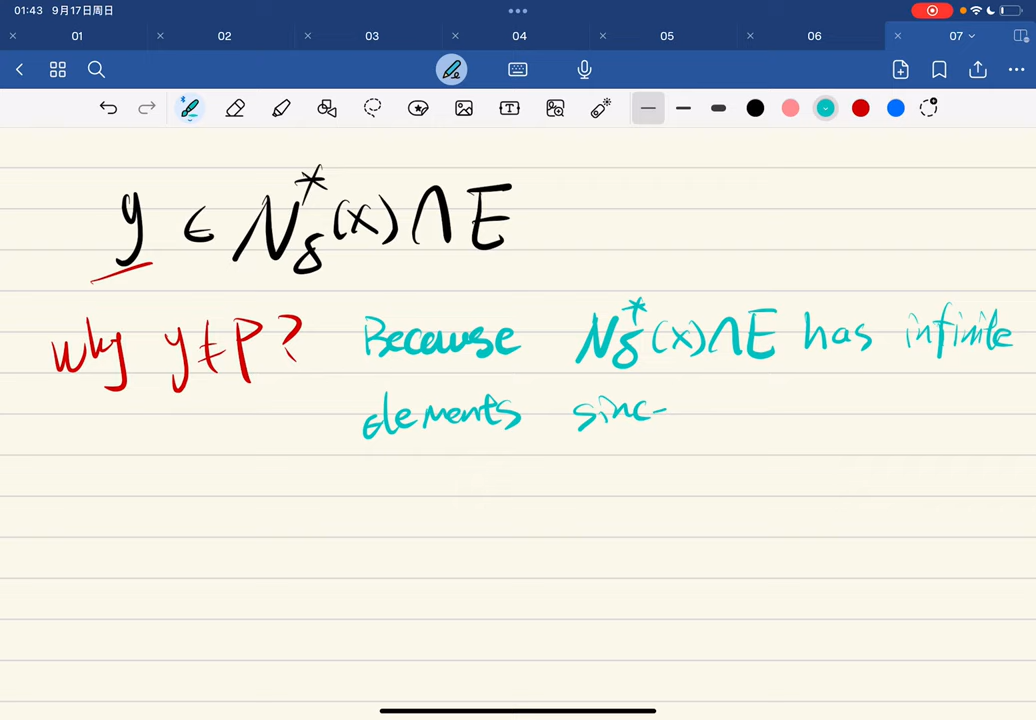 01:43 9月17日周日
01 02 03 04 05 06 07
T
y ∈ N*δ(x)∩E
why y≠P? Because N*δ(x)∩E has infinite
elements sinc-